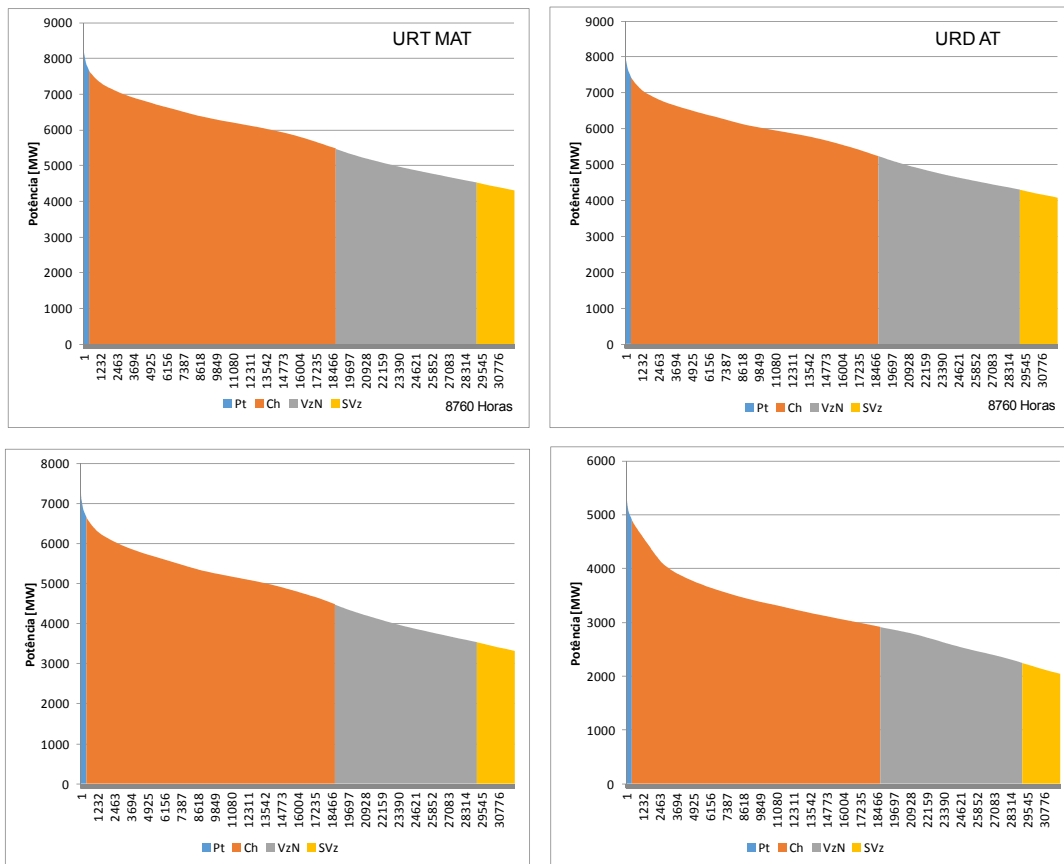 URT MAT
9000
8000
7000
6000
5000
4000
3000
2000
1000
0
Potência [MW]
1 1232 2463 3694 4925 6156 7387 8618 9849 11080 12311 13542 14773 16004 17235 18466 19697 20928 22159 23390 24621 25852 27083 28314 29545 30776
Pt Ch VzN SVz
8760 Horas
URD AT
9000
8000
7000
6000
5000
4000
3000
2000
1000
0
Potência [MW]
1 1232 2463 3694 4925 6156 7387 8618 9849 11080 12311 13542 14773 16004 17235 18466 19697 20928 22159 23390 24621 25852 27083 28314 29545 30776
Pt Ch VzN SVz
8760 Horas
8000
7000
6000
5000
4000
3000
2000
1000
0
Potência [MW]
1 1232 2463 3694 4925 6156 7387 8618 9849 11080 12311 13542 14773 16004 17235 18466 19697 20928 22159 23390 24621 25852 27083 28314 29545 30776
Pt Ch VzN SVz
6000
5000
4000
3000
2000
1000
0
Potência [MW]
1 1232 2463 3694 4925 6156 7387 8618 9849 11080 12311 13542 14773 16004 17235 18466 19697 20928 22159 23390 24621 25852 27083 28314 29545 30776
Pt Ch VzN SVz